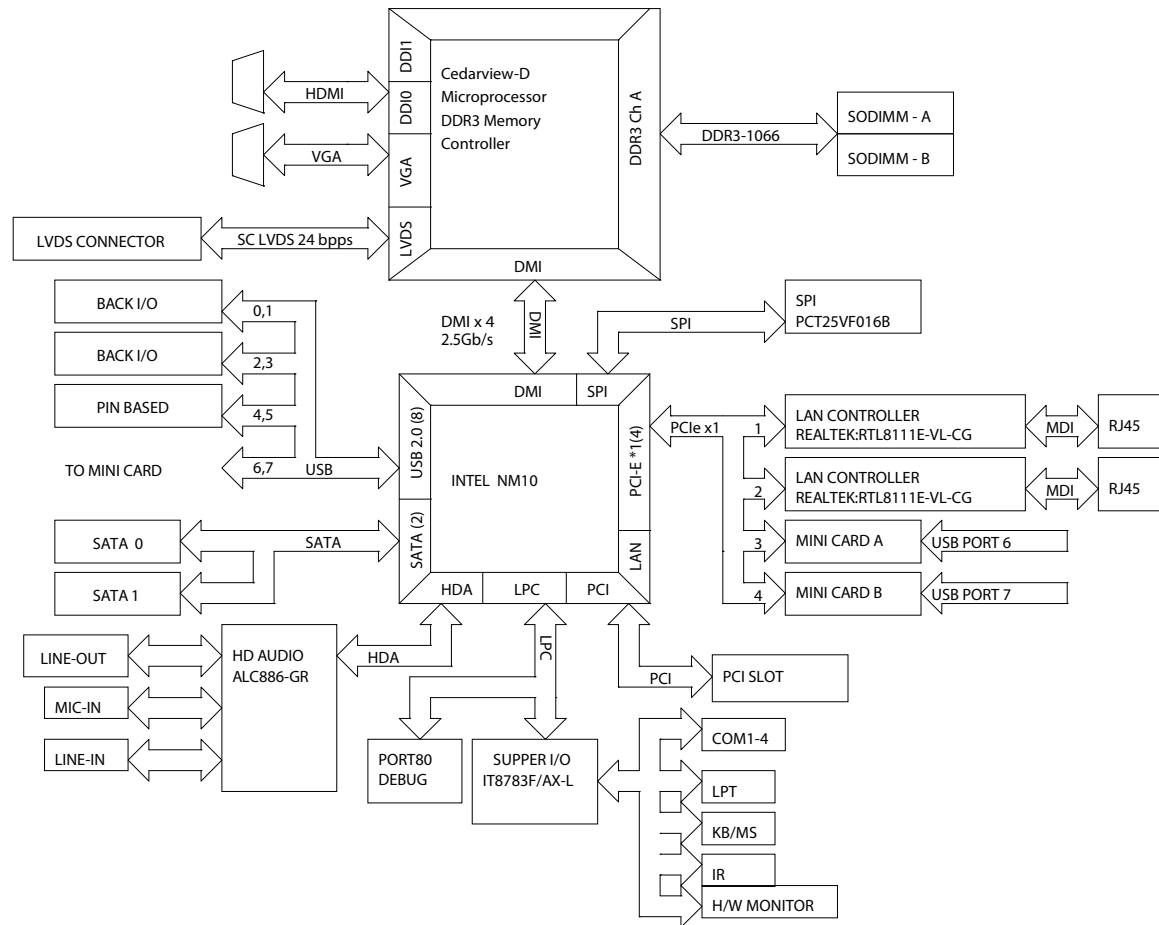 DDI1
DDI0
VGA
LVDS
Cedarview-D
Microprocessor
DDR3 Memory
Controller
DDR3 Ch A
DMI
HDMI
VGA
DDR3-1066
SODIMM - A
SODIMM - B
LVDS CONNECTOR
SC LVDS 24 bpps
DMI x 4
2.5Gb/s
DMI
SPI
SPI
PCT25VF016B
BACK I/O
0,1
BACK I/O
2,3
PIN BASED
4,5
TO MINI CARD
6,7
USB
DMI
SPI
USB 2.0 (8)
SATA (2)
INTEL NM10
PCI-E *1(4)
LAN
HDA
LPC
PCI
PCIe x1
1
LAN CONTROLLER
REALTEK:RTL8111E-VL-CG
MDI
RJ45
2
LAN CONTROLLER
REALTEK:RTL8111E-VL-CG
MDI
RJ45
3
MINI CARD A
USB PORT 6
4
MINI CARD B
USB PORT 7
SATA 0
SATA
SATA 1
LINE-OUT
MIC-IN
LINE-IN
HD AUDIO
ALC886-GR
HDA
LPC
PCI
PCI SLOT
PORT80
DEBUG
SUPPER I/O
IT8783F/AX-L
COM1-4
LPT
KB/MS
IR
H/W MONITOR